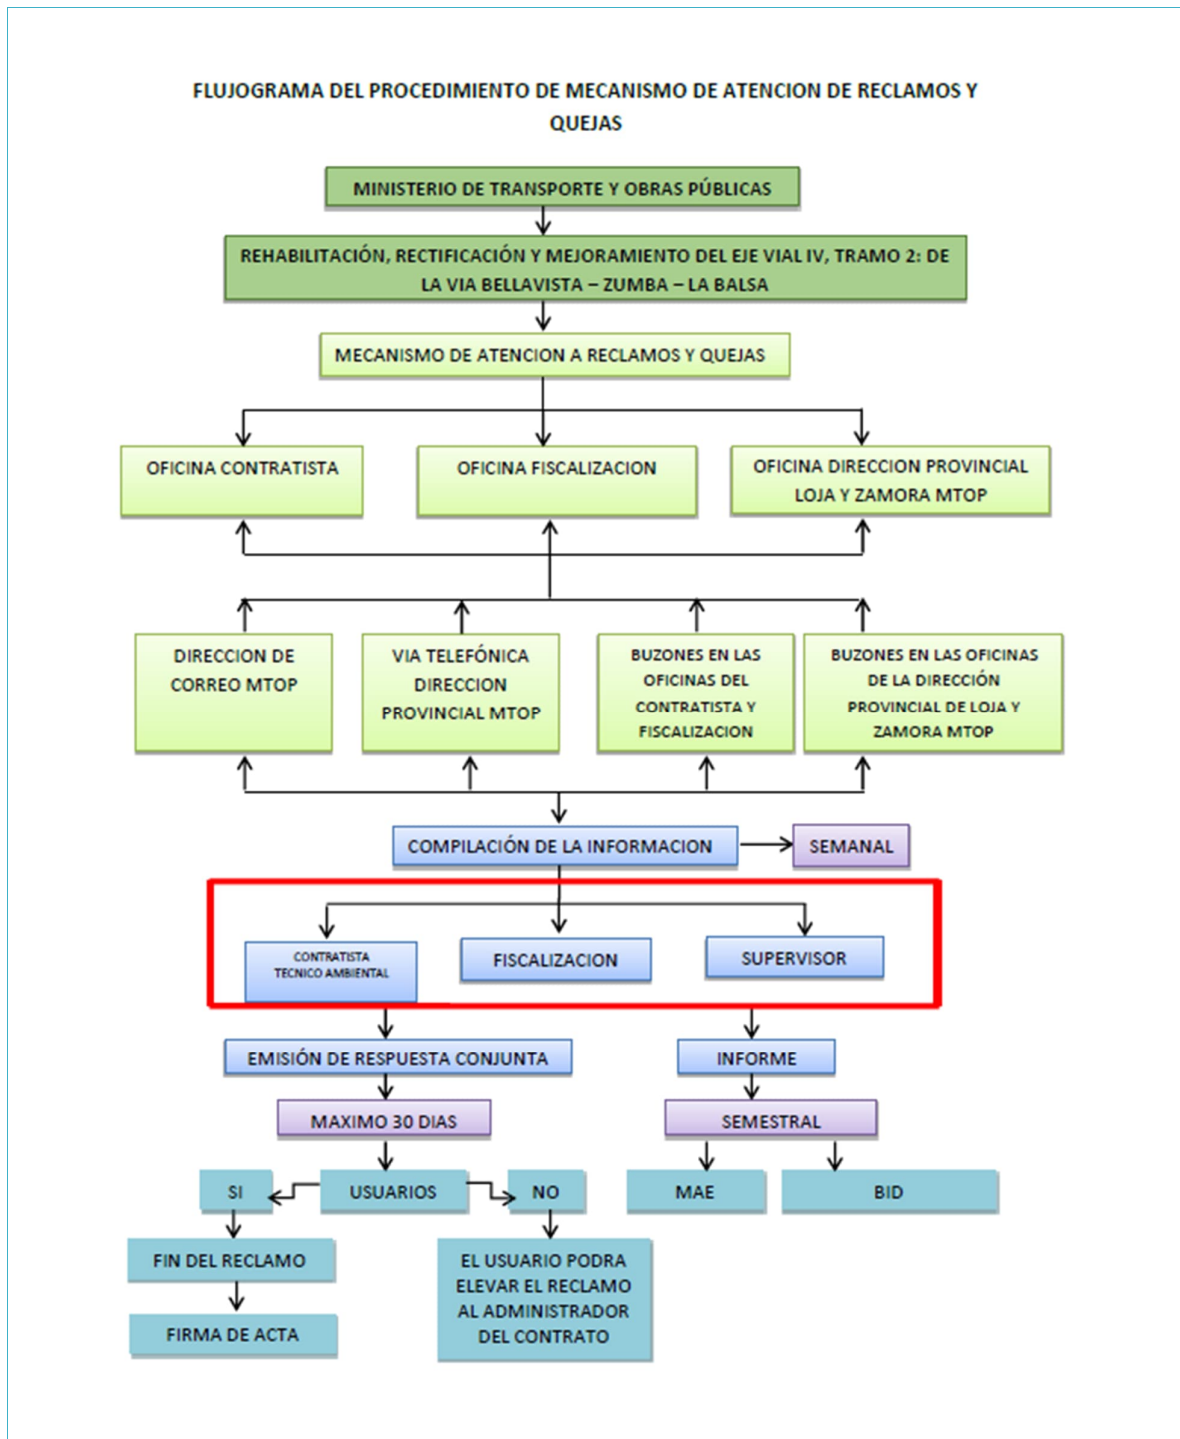 FLUJOGRAMA DEL PROCEDIMIENTO DE MECANISMO DE ATENCION DE RECLAMOS Y
QUEJAS
MINISTERIO DE TRANSPORTE Y OBRAS PÚBLICAS
REHABILITACIÓN, RECTIFICACIÓN Y MEJORAMIENTO DEL EJE VIAL IV, TRAMO 2: DE
LA VIA BELLAVISTA – ZUMBA – LA BALSA
MECANISMO DE ATENCION A RECLAMOS Y QUEJAS
OFICINA CONTRATISTA
OFICINA FISCALIZACION
OFICINA DIRECCION PROVINCIAL
LOJA Y ZAMORA MTOP
DIRECCION DE
CORREO MTOP
VIA TELEFÓNICA
DIRECCION
PROVINCIAL MTOP
BUZONES EN LAS
OFICINAS DEL
CONTRATISTA Y
FISCALIZACION
BUZONES EN LAS OFICINAS
DE LA DIRECCIÓN
PROVINCIAL DE LOJA Y
ZAMORA MTOP
COMPILACIÓN DE LA INFORMACION
SEMANAL
CONTRATISTA
TECNICO AMBIENTAL
FISCALIZACION
SUPERVISOR
EMISIÓN DE RESPUESTA CONJUNTA
INFORME
MAXIMO 30 DIAS
SEMESTRAL
SI
USUARIOS
NO
MAE
BID
FIN DEL RECLAMO
FIRMA DE ACTA
EL USUARIO PODRA
ELEVAR EL RECLAMO
AL ADMINISTRADOR
DEL CONTRATO